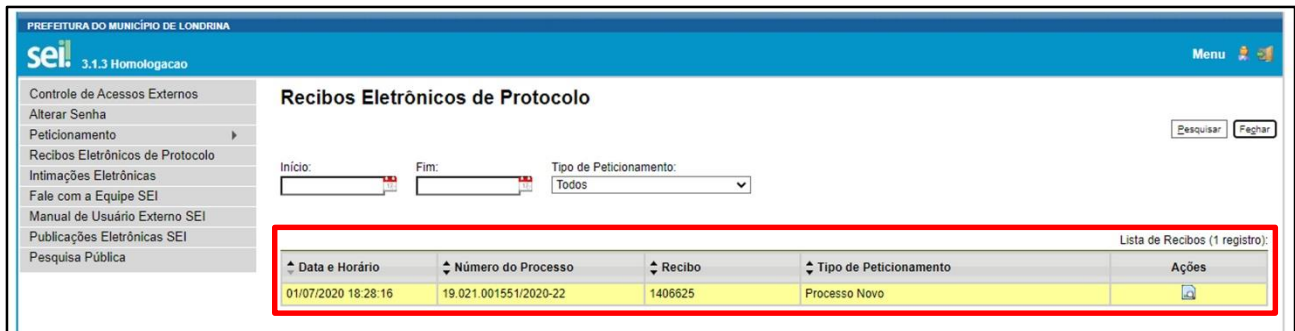 PREFEITURA DO MUNICÍPIO DE LONDRINA
sei! 3.1.3 Homologacao
Menu
Controle de Acessos Externos
Alterar Senha
Peticionamento
Recibos Eletrônicos de Protocolo
Intimações Eletrônicas
Fale com a Equipe SEI
Manual de Usuário Externo SEI
Publicações Eletrônicas SEI
Pesquisa Pública
Recibos Eletrônicos de Protocolo
Pesquisar Fechar
Início: Fim: Tipo de Peticionamento:
Todos
Lista de Recibos (1 registro):
Data e Horário Número do Processo Recibo Tipo de Peticionamento Ações
01/07/2020 18:28:16 19.021.001551/2020-22 1406625 Processo Novo